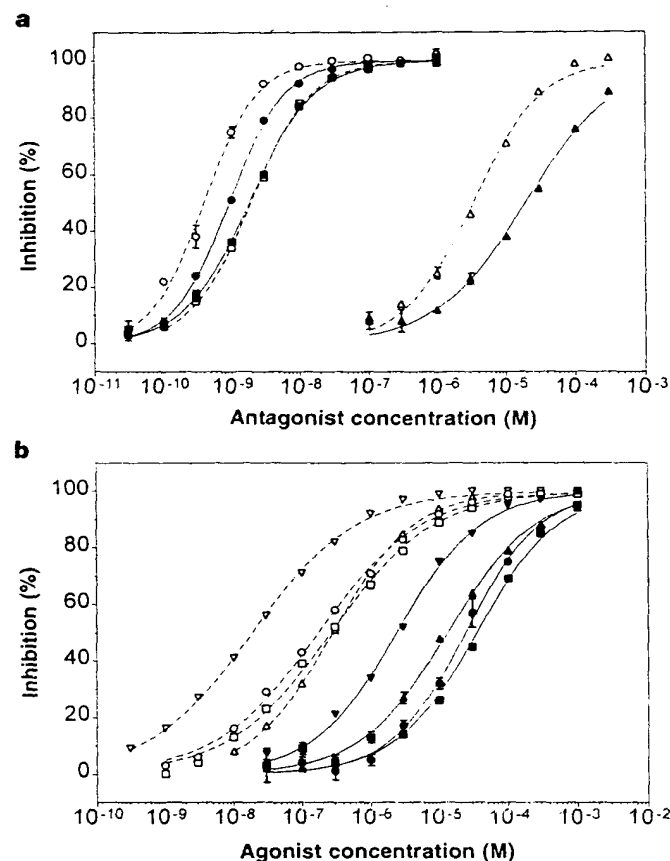 a
100
80
60
40
20
0
Inhibition (%)
10-11 10-10 10-9 10-8 10-7 10-6 10-5 10-4 10-3
Antagonist concentration (M)
b
100
80
60
40
20
0
Inhibition (%)
10-10 10-9 10-8 10-7 10-6 10-5 10-4 10-3 10-2
Agonist concentration (M)